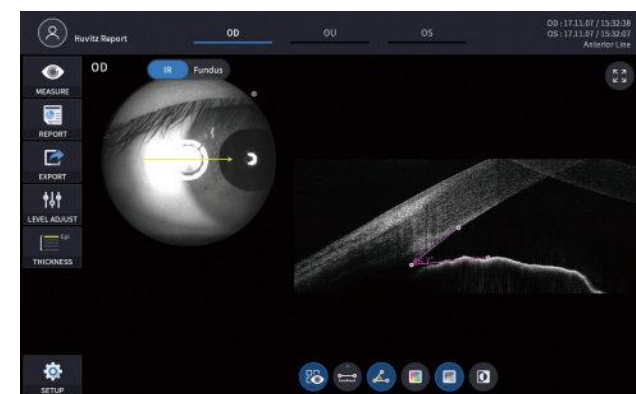 Huvitz Report
OD
OU
OS
OD : 17.11.07 / 15:32:38
OS : 17.11.07 / 15:32:07
Anterior Line
MEASURE
REPORT
EXPORT
LEVEL ADJUST
Epi
THICKNESS
SETUP
OD
IR
Fundus